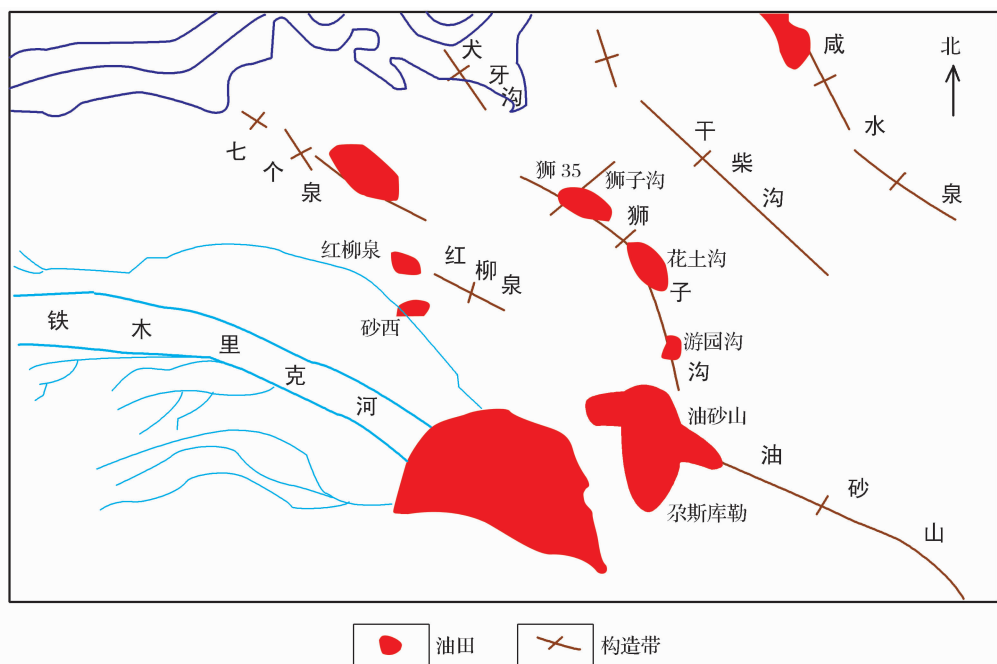 犬牙沟
咸水泉
北
七个泉
干柴沟
狮35
狮子沟
狮子沟
红柳泉
红柳泉
花土沟
砂西
游园沟
铁木里克河
油砂山
油砂山
尕斯库勒
油田
构造带